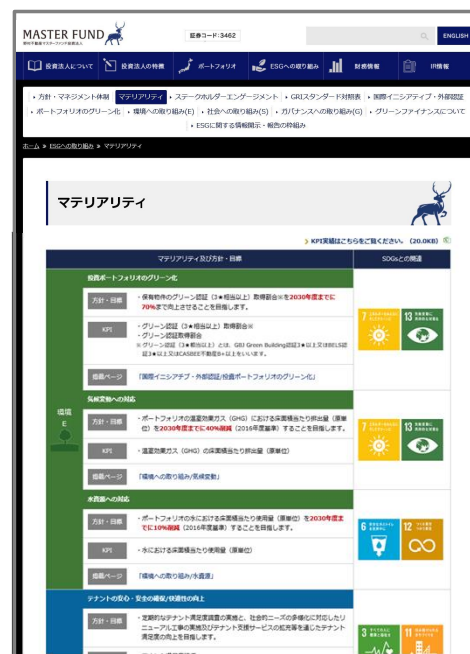 MASTER FUND
証券コード:3462
ENGLISH
投資法人について 投資法人の特徴 ポートフォリオ ESGへの取り組み 財務情報 IR情報
方針・マネジメント体制 マテリアリティ ステークホルダーエンゲージメント GRIスタンダード対照表 国際イニシアティブ・外部認証
ポートフォリオのグリーン化 環境への取り組み(E) 社会への取り組み(S) ガバナンスへの取り組み(G) グリーンファイナンスについて
ESGに関する情報開示・報告の枠組み
ホーム » ESGへの取り組み » マテリアリティ
マテリアリティ
KPI実績はこちらをご覧ください。 (20.0KB)
マテリアリティ及び方針・目標 SDGsとの関連
投資ポートフォリオのグリーン化
方針・目標
・保有物件のグリーン認証（3★相当以上）取得割合※を2030年度までに
70%まで向上させることを目指します。
KPI
・グリーン認証（3★相当以上）取得割合※
・グリーン認証取得割合
※ グリーン認証（3★相当以上）とは、GBJ Green Building認証3★以上又はBELS認
証3★以上又はCASBEE不動産B+以上をいいます。
掲載ページ
「国際イニシアチブ・外部認証/投資ポートフォリオのグリーン化」
7
13
環境
E
気候変動への対応
方針・目標
・ポートフォリオの温室効果ガス（GHG）における床面積当たり排出量（原単
位）を2030年度までに40%削減（2016年度基準）することを目指します。
KPI
・温室効果ガス（GHG）の床面積当たり排出量（原単位）
掲載ページ
「環境への取り組み/気候変動」
7
13
水資源への対応
方針・目標
・ポートフォリオの水における床面積当たり使用量（原単位）を2030年度ま
でに10%削減（2016年度基準）することを目指します。
KPI
・水における床面積当たり使用量（原単位）
掲載ページ
「環境への取り組み/水資源」
6
12
テナントの安心・安全の確保/快適性の向上
方針・目標
・定期的なテナント満足度調査の実施と、社会的ニーズの多様化に対応したリ
ニューアル工事の実施及びテナント支援サービスの拡充等を通じたテナント
満足度の向上を目指します。
3
11